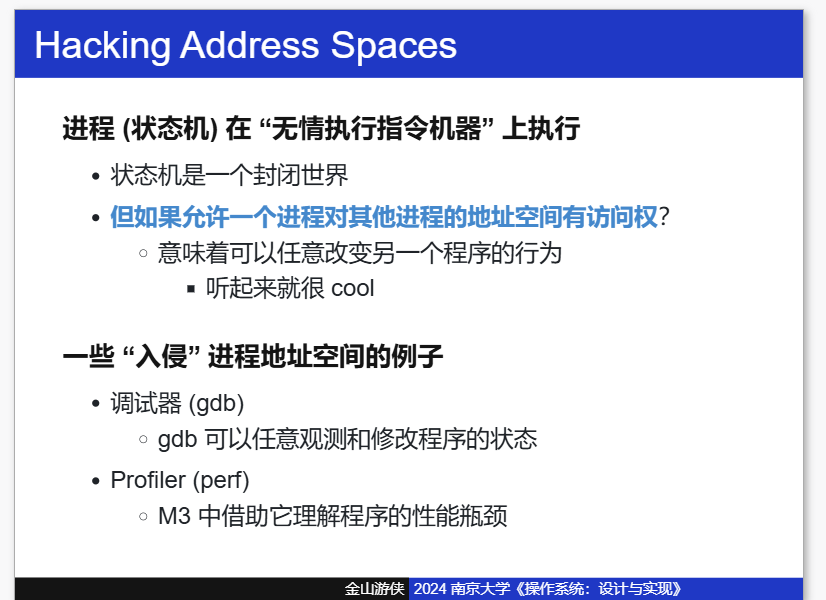 Hacking Address Spaces
进程 (状态机) 在 “无情执行指令机器” 上执行
• 状态机是一个封闭世界
• 但如果允许一个进程对其他进程的地址空间有访问权?
◦ 意味着可以任意改变另一个程序的行为
▪ 听起来就很 cool
一些 “入侵” 进程地址空间的例子
• 调试器 (gdb)
◦ gdb 可以任意观测和修改程序的状态
• Profiler (perf)
◦ M3 中借助它理解程序的性能瓶颈
金山游侠 2024 南京大学《操作系统：设计与实现》